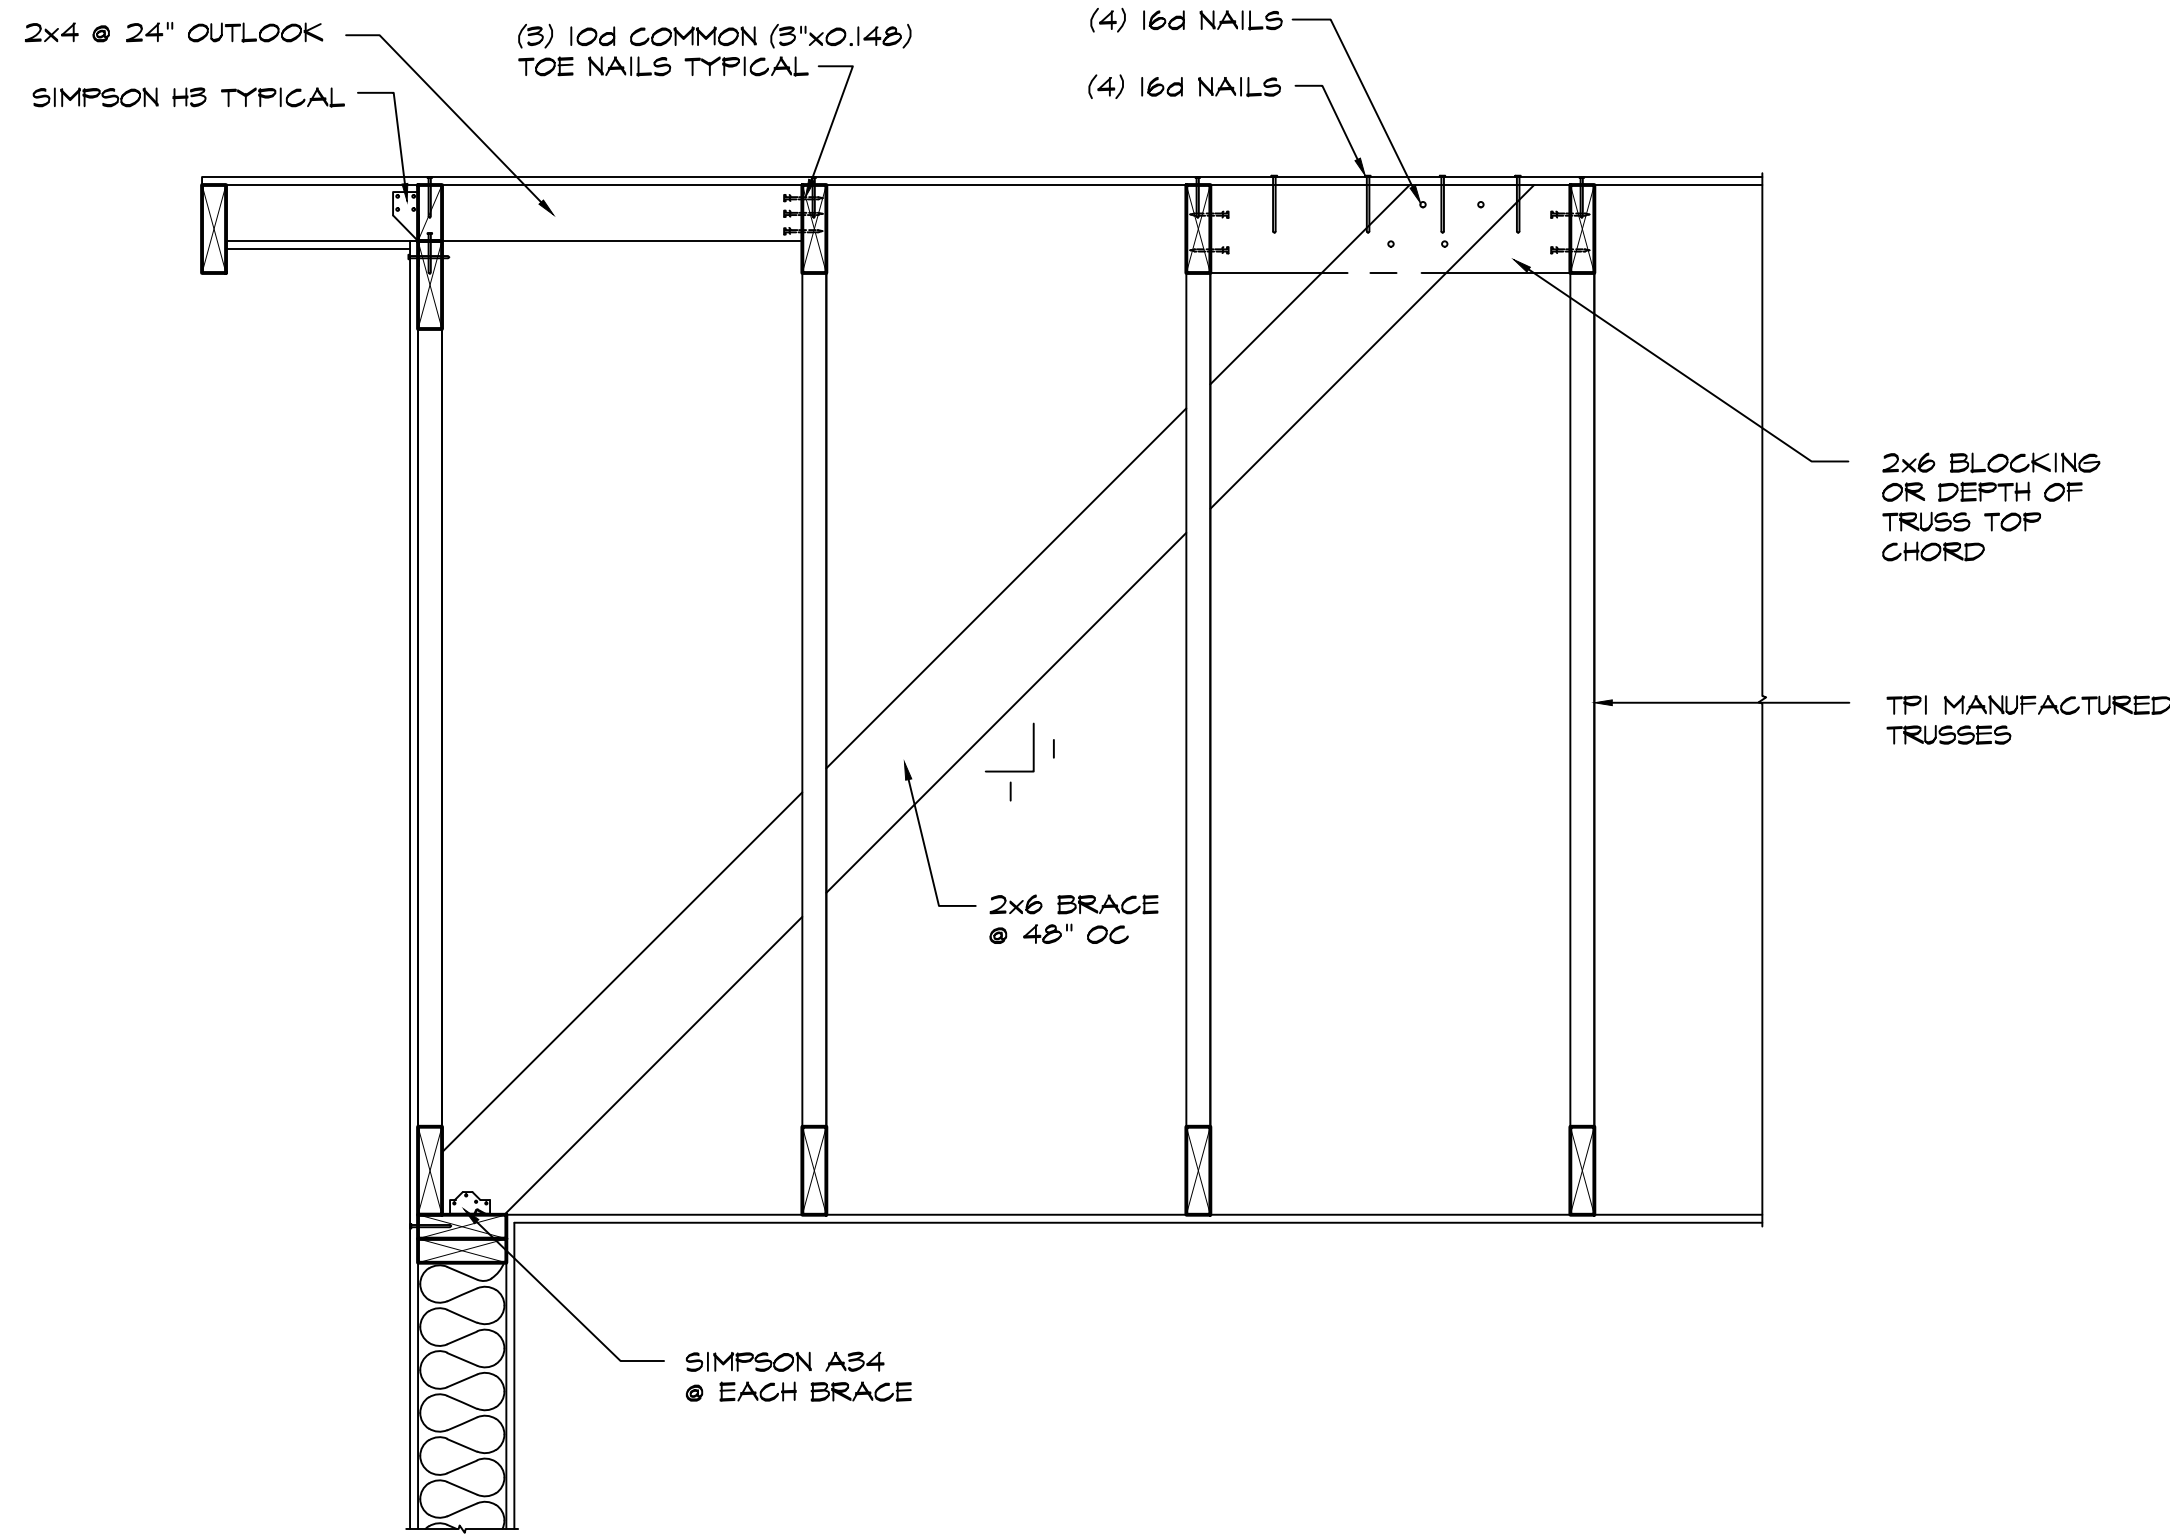 2x4 @ 24" OUTLOOK
SIMPSON H3 TYPICAL
(3) 10d COMMON (3"x0.148)
TOE NAILS TYPICAL
(4) 16d NAILS
(4) 16d NAILS
2x6 BLOCKING
OR DEPTH OF
TRUSS TOP
CHORD
TPI MANUFACTURED
TRUSSES
1
1
2x6 BRACE
@ 48" OC
SIMPSON A34
@ EACH BRACE